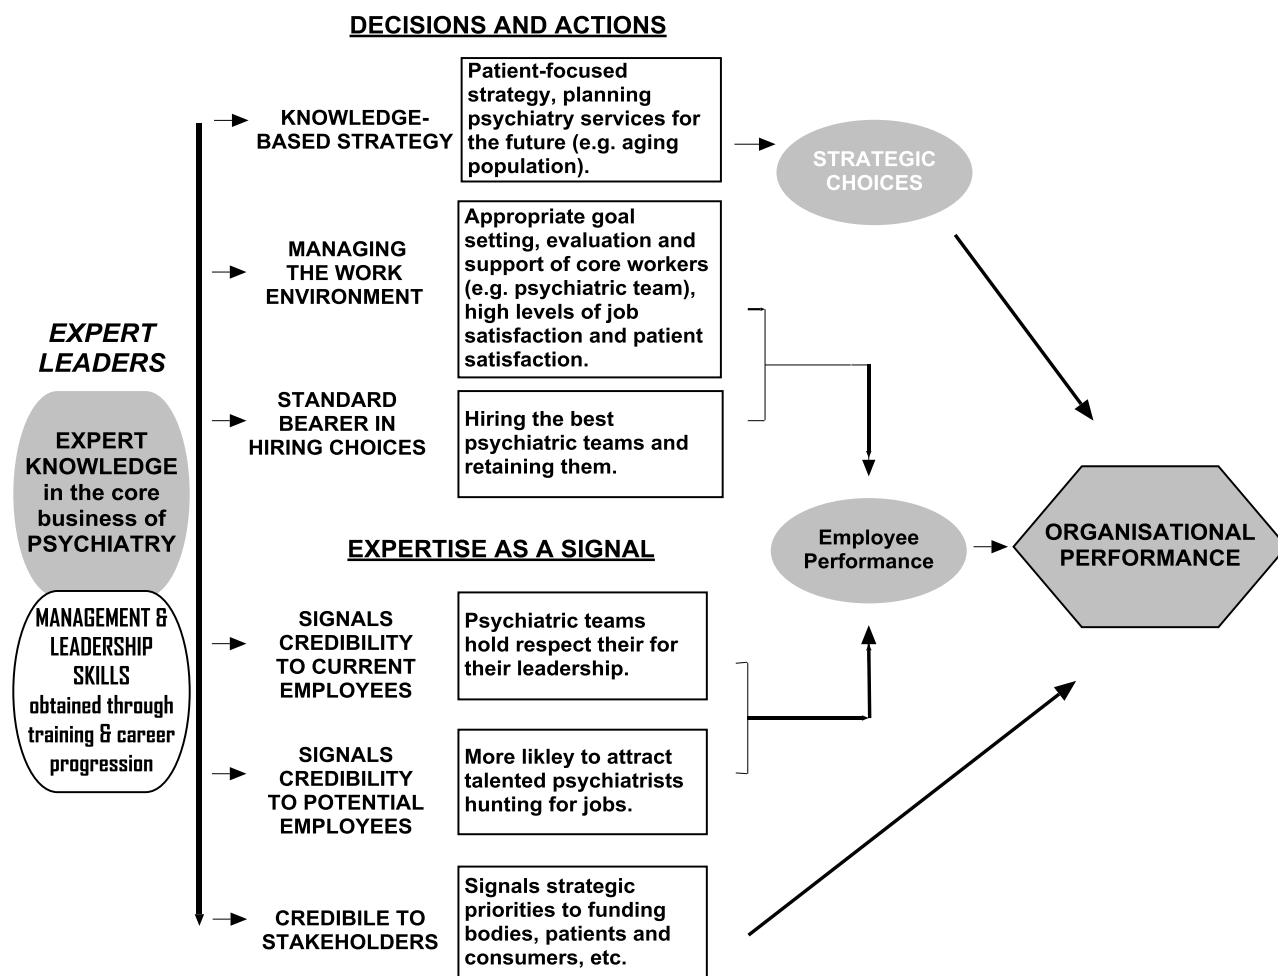 DECISIONS AND ACTIONS
KNOWLEDGE-
BASED STRATEGY
Patient-focused
strategy, planning
psychiatry services for
the future (e.g. aging
population).
STRATEGIC
CHOICES
MANAGING
THE WORK
ENVIRONMENT
Appropriate goal
setting, evaluation and
support of core workers
(e.g. psychiatric team),
high levels of job
satisfaction and patient
satisfaction.
EXPERT
LEADERS
STANDARD
BEARER IN
HIRING CHOICES
Hiring the best
psychiatric teams and
retaining them.
EXPERT
KNOWLEDGE
in the core
business of
PSYCHIATRY
MANAGEMENT &
LEADERSHIP
SKILLS
obtained through
training & career
progression
EXPERTISE AS A SIGNAL
Employee
Performance
ORGANISATIONAL
PERFORMANCE
SIGNALS
CREDIBILITY
TO CURRENT
EMPLOYEES
Psychiatric teams
hold respect their for
their leadership.
SIGNALS
CREDIBILITY
TO POTENTIAL
EMPLOYEES
More likley to attract
talented psychiatrists
hunting for jobs.
CREDIBILE TO
STAKEHOLDERS
Signals strategic
priorities to funding
bodies, patients and
consumers, etc.